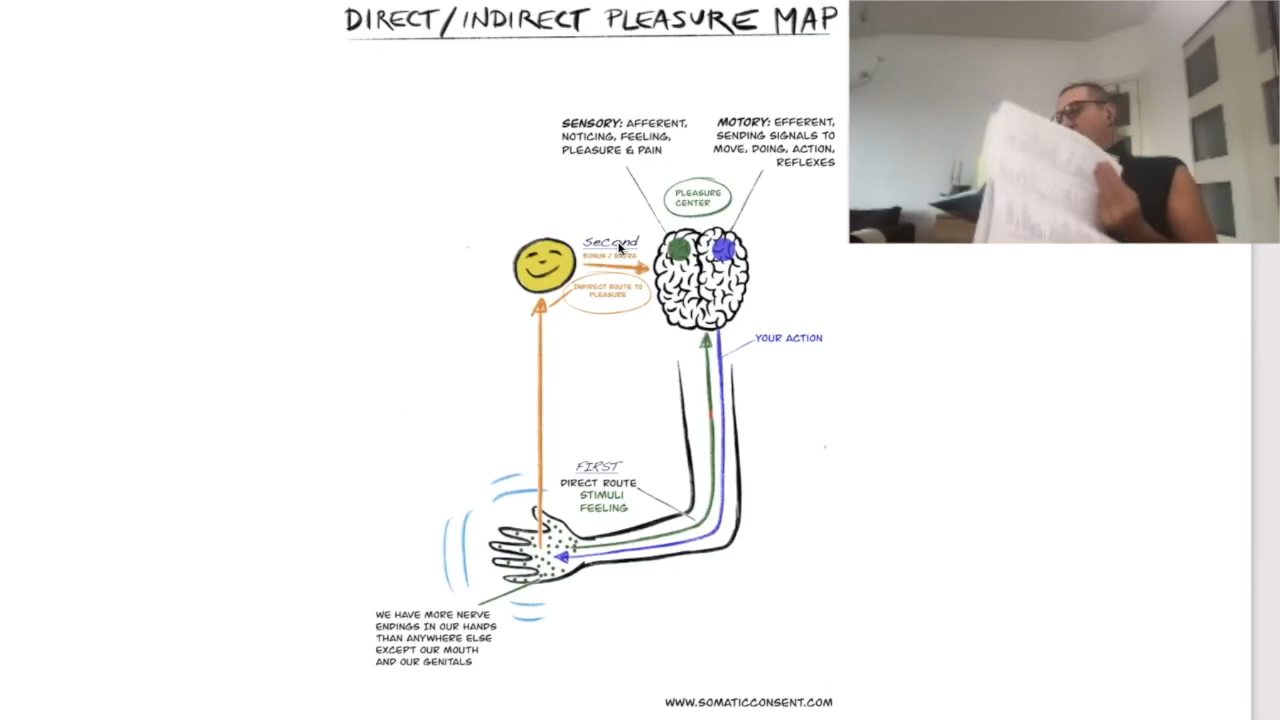 DIRECT/INDIRECT PLEASURE MAP
SENSORY: AFFERENT,
NOTICING, FEELING,
PLEASURE & PAIN
MOTORY: EFFERENT,
SENDING SIGNALS TO
MOVE, DOING, ACTION,
REFLEXES
PLEASURE
CENTER
second
BONUS / EXTRA
INDIRECT ROUTE TO
PLEASURE
YOUR ACTION
FIRST
DIRECT ROUTE
STIMULI
FEELING
WE HAVE MORE NERVE
ENDINGS IN OUR HANDS
THAN ANYWHERE ELSE
EXCEPT OUR MOUTH
AND OUR GENITALS
WWW.SOMATICCONSENT.COM